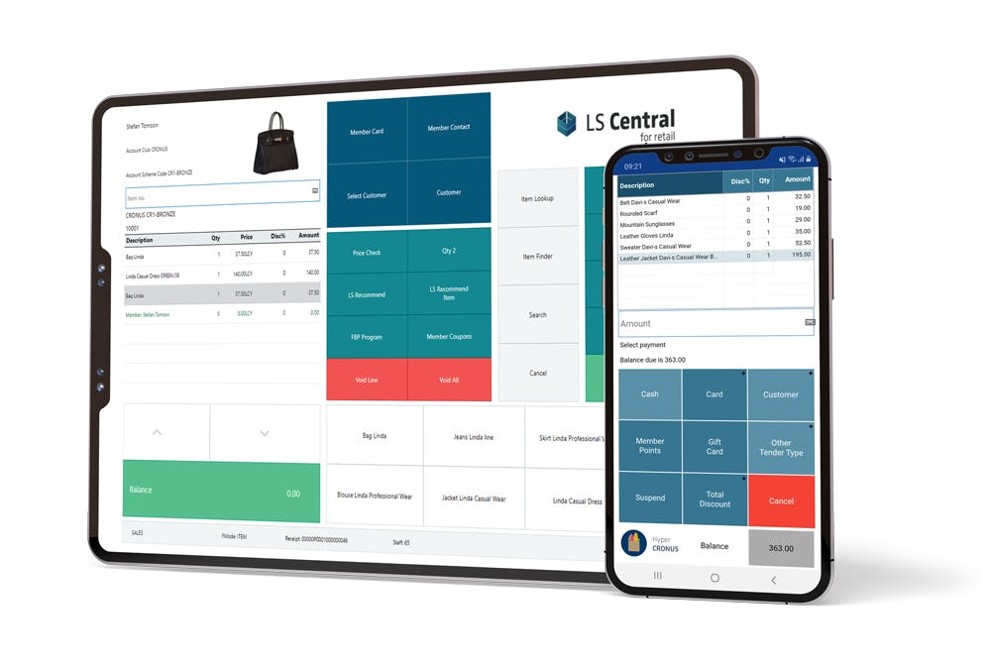 Stefan Tomson
Account Club CRONUS
Account Scheme Code CR1-BRONZE
Item no.
CRONUS CR1-BRONZE
10001
Description Qty Price Disc% Amount
Bag Linda 1 37.50LCY 0 37.50
Linda Casual Dress GREEN/38 1 140.00LCY 0 140.00
Bag Linda 1 37.50LCY 0 37.50
Member: Stefan Tomson 0 0.00LCY 0 0.00
Balance 0.00
SALES
Receipt: 00000P0001000000046
Staff: 65
Member Card
Member Contact
Select Customer
Customer
Price Check
Qty 2
LS Recommend
LS Recommend
Item
FBP Program
Member Coupons
Void Line
Void All
Bag Linda
Jeans Linda line
Skirt Linda Professional
Blouse Linda Professional Wear
Jacket Linda Casual Wear
Linda Casual Dress
LS Central
for retail
Item Lookup
Item Finder
Search
Cancel
09:21
Description Disc% Qty Amount
Belt Davi-s Casual Wear 0 1 32.50
Rounded Scarf 0 1 19.00
Mountain Sunglasses 0 1 29.00
Leather Gloves Linda 0 1 35.00
Sweater Davi-s Casual Wear 0 1 52.50
Leather Jacket Davi-s Casual Wear B... 0 1 195.00
Amount
Select payment
Balance due is 363.00
Cash
Card
Customer
Member
Points
Gift
Card
Other
Tender Type
Suspend
Total
Discount
Cancel
Hyper
CRONUS
Balance
363.00